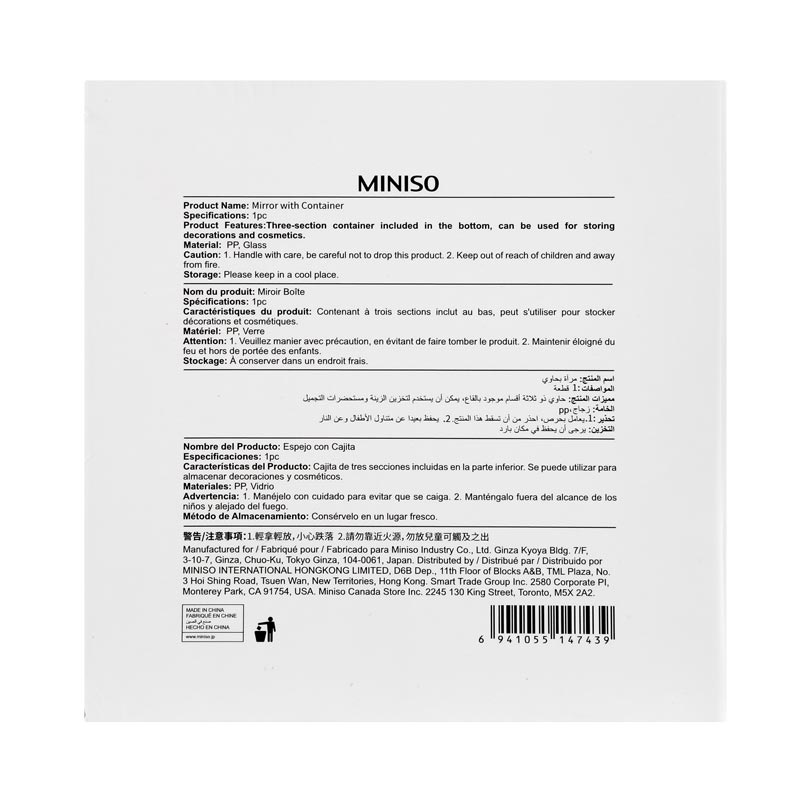 MINISO
Product Name: Mirror with Container
Specifications: 1pc
Product Features:Three-section container included in the bottom, can be used for storing
decorations and cosmetics.
Material: PP, Glass
Caution: 1. Handle with care, be careful not to drop this product. 2. Keep out of reach of children and away
from fire.
Storage: Please keep in a cool place.
Nom du produit: Miroir Boîte
Spécifications: 1pc
Caractéristiques du produit: Contenant à trois sections inclut au bas, peut s'utiliser pour stocker
décorations et cosmétiques.
Matériel: PP, Verre
Attention: 1. Veuillez manier avec précaution, en évitant de faire tomber le produit. 2. Maintenir éloigné du
feu et hors de portée des enfants.
Stockage: À conserver dans un endroit frais.
اسم المنتج: مرآة بحاوي
المواصفات:1 قطعة
مميزات المنتج: حاوي ذو ثلاثة أقسام موجود بالقاع، يمكن أن يستخدم لتخزين الزينة ومستحضرات التجميل
الخامة: زجاج،pp
تحذير:1.يعامل بحرص، احذر من أن تسقط هذا المنتج.2. يحفظ بعيدا عن متناول الأطفال وعن النار
التخزين: يرجى أن يحفظ في مكان بارد
Nombre del Producto: Espejo con Cajita
Especificaciones: 1pc
Características del Producto: Cajita de tres secciones incluidas en la parte inferior. Se puede utilizar para
almacenar decoraciones y cosméticos.
Materiales: PP, Vidrio
Advertencia: 1. Manéjelo con cuidado para evitar que se caiga. 2. Manténgalo fuera del alcance de los
niños y alejado del fuego.
Método de Almacenamiento: Consérvelo en un lugar fresco.
警告/注意事項:1.輕拿輕放,小心跌落 2.請勿靠近火源,勿放兒童可觸及之出
Manufactured for / Fabriqué pour / Fabricado para Miniso Industry Co., Ltd. Ginza Kyoya Bldg. 7/F,
3-10-7, Ginza, Chuo-Ku, Tokyo Ginza, 104-0061, Japan. Distributed by / Distribué par / Distribuido por
MINISO INTERNATIONAL HONGKONG LIMITED, D6B Dep., 11th Floor of Blocks A&B, TML Plaza, No.
3 Hoi Shing Road, Tsuen Wan, New Territories, Hong Kong. Smart Trade Group Inc. 2580 Corporate Pl,
Monterey Park, CA 91754, USA. Miniso Canada Store Inc. 2245 130 King Street, Toronto, M5X 2A2.
MADE IN CHINA
FABRIQUÉ EN CHINE
صنع في الصين
HECHO EN CHINA
www.miniso.jp
6 941055 147439